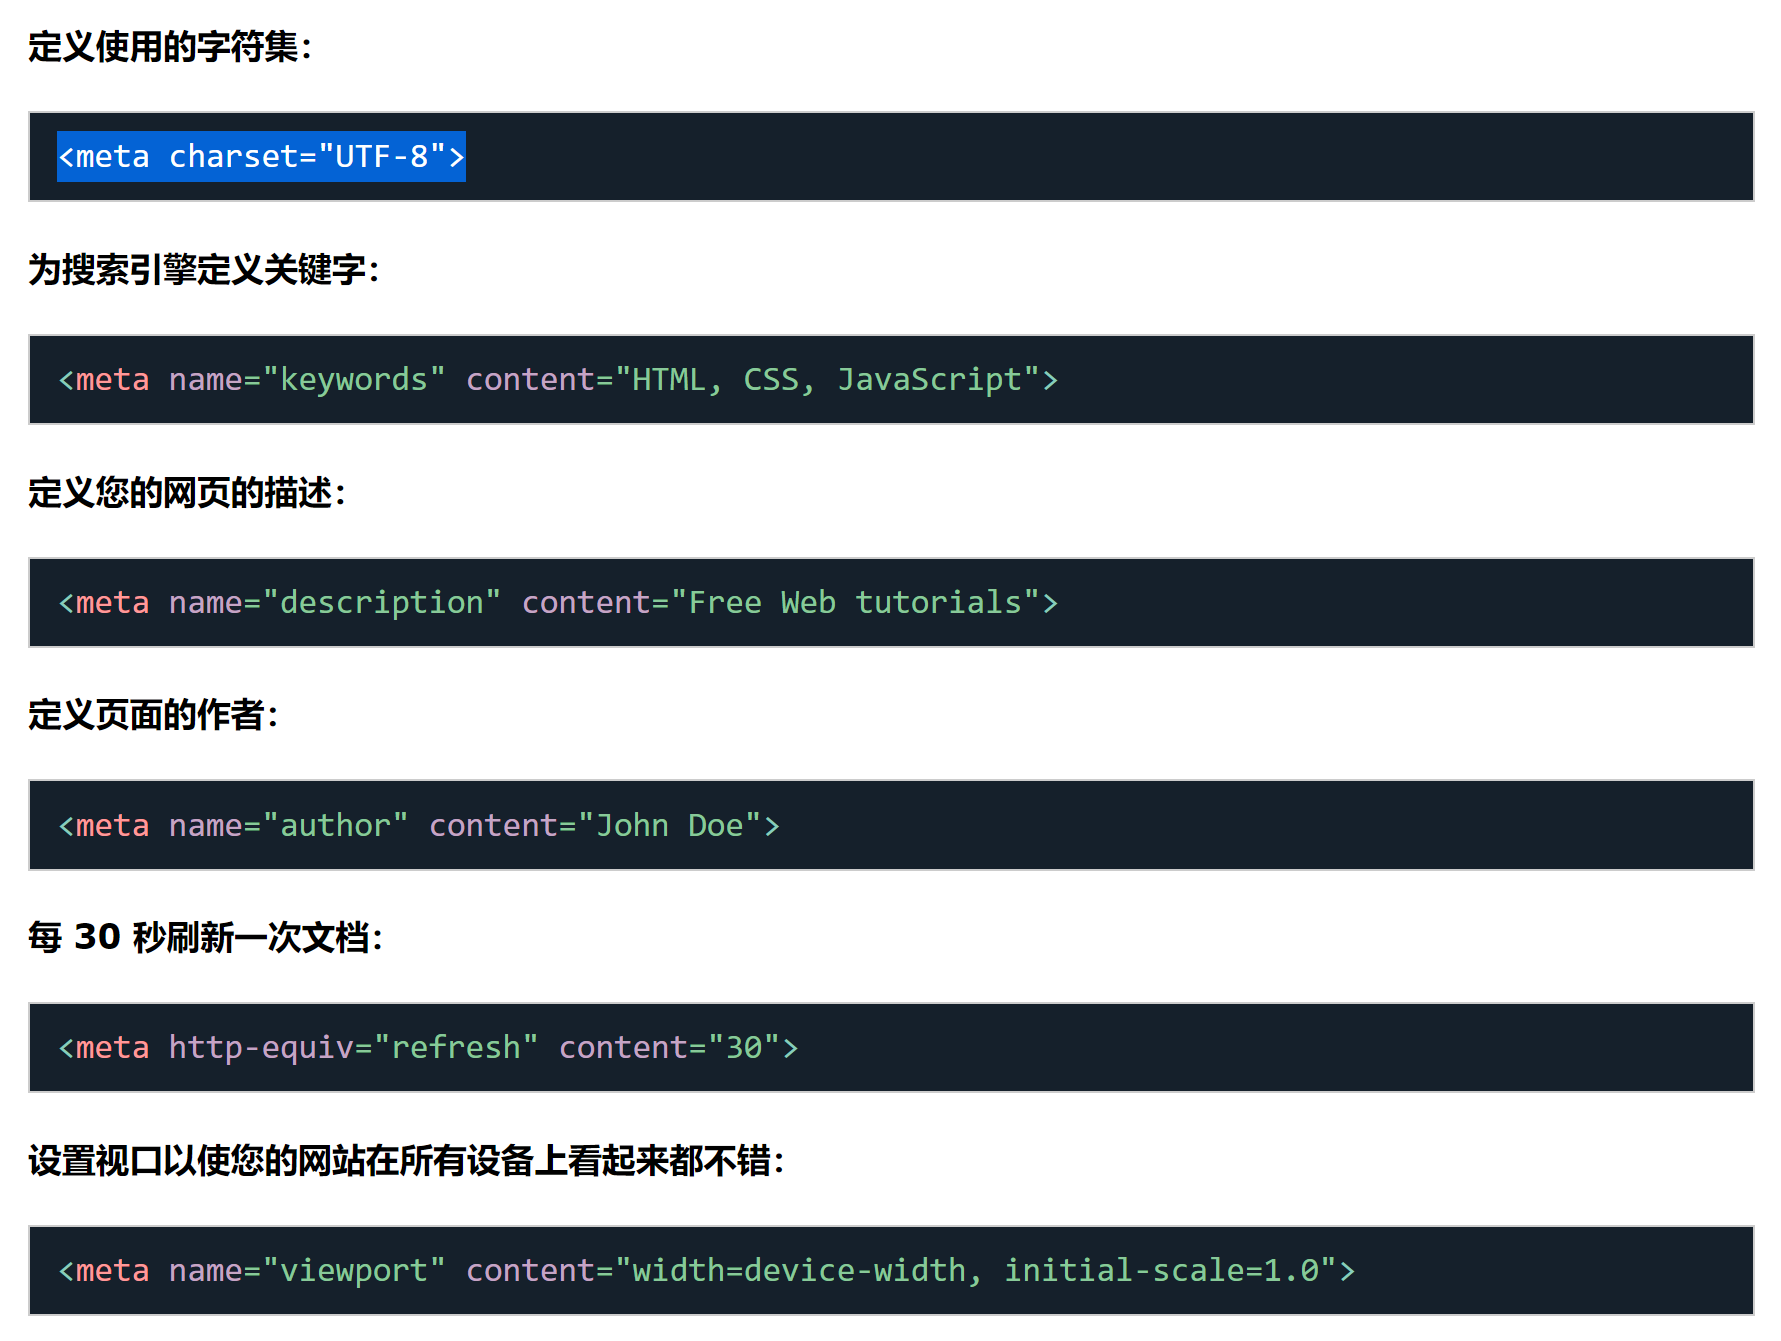 定义使用的字符集：
<meta charset="UTF-8">
为搜索引擎定义关键字：
<meta name="keywords" content="HTML, CSS, JavaScript">
定义您的网页的描述：
<meta name="description" content="Free Web tutorials">
定义页面的作者：
<meta name="author" content="John Doe">
每 30 秒刷新一次文档：
<meta http-equiv="refresh" content="30">
设置视口以使您的网站在所有设备上看起来都不错：
<meta name="viewport" content="width=device-width, initial-scale=1.0">